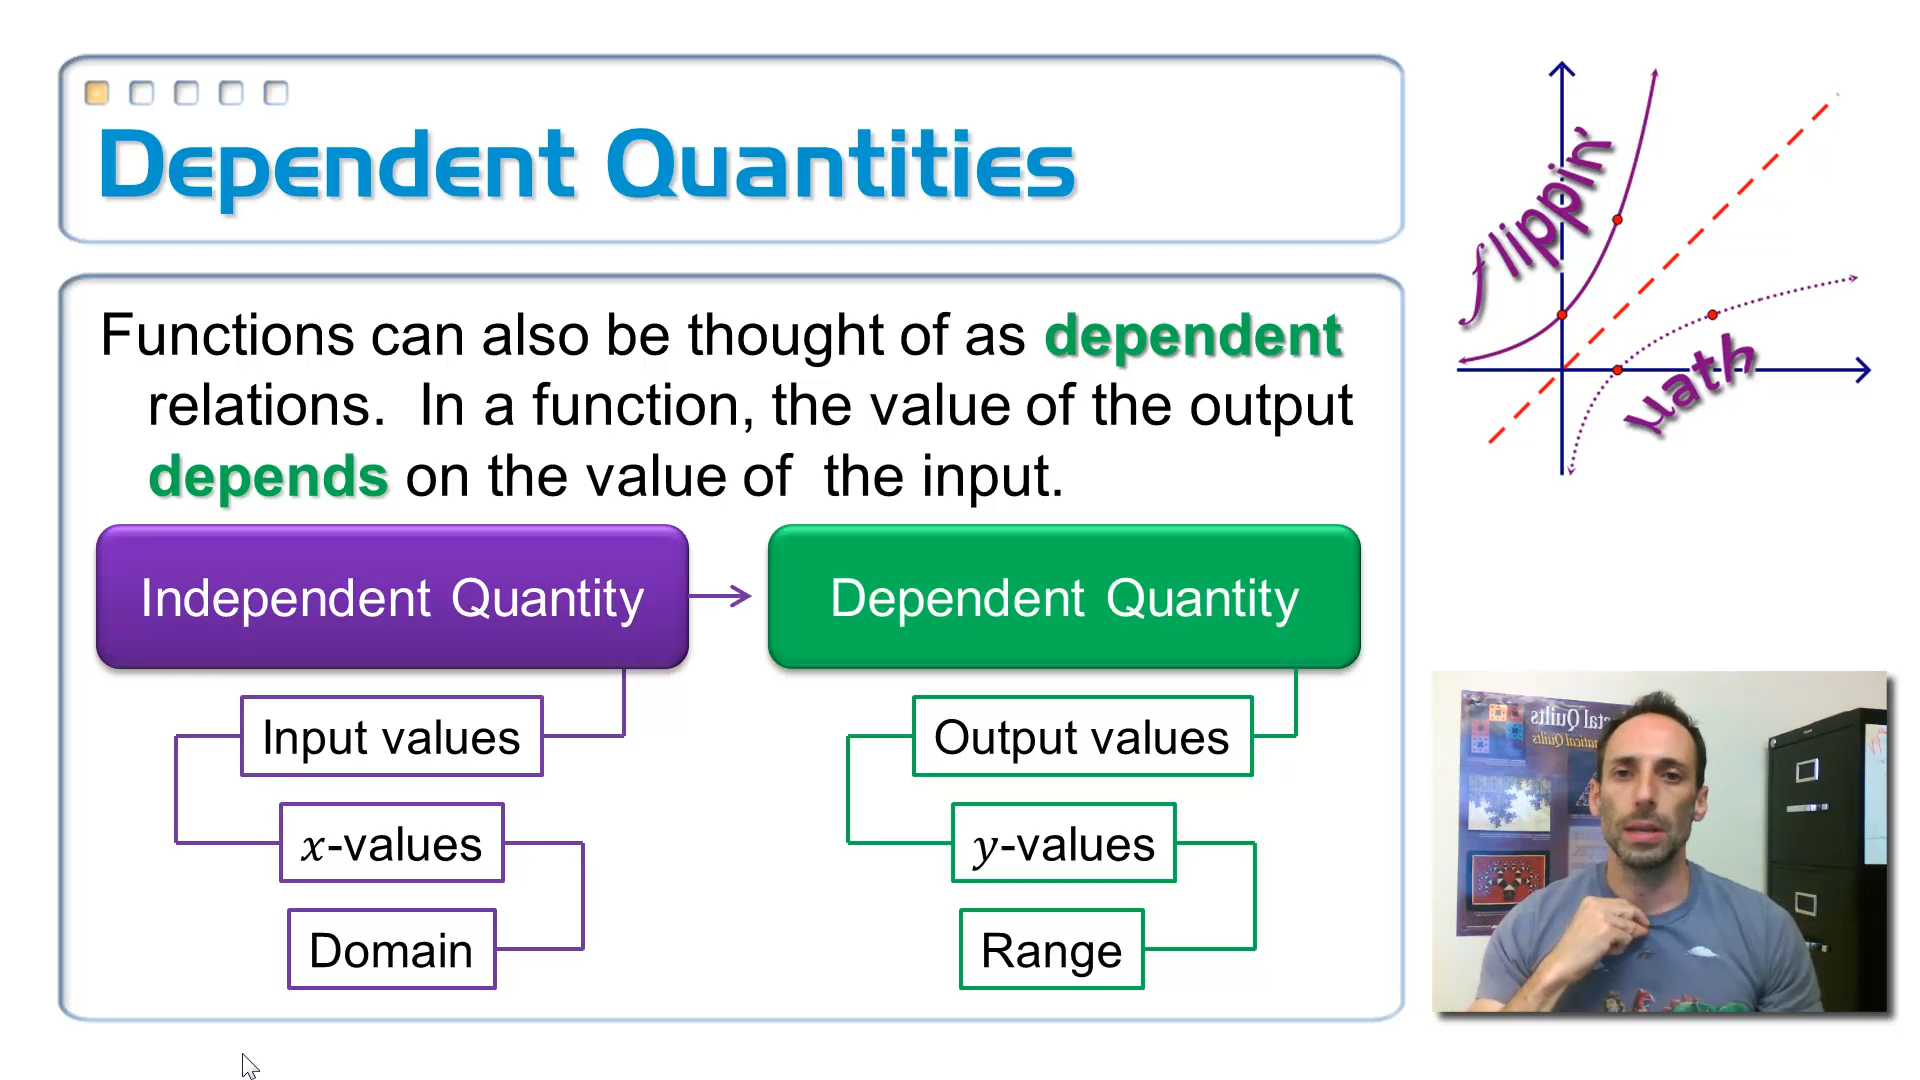 Dependent Quantities
Functions can also be thought of as dependent
relations.  In a function, the value of the output
depends on the value of  the input.
Independent Quantity
Dependent Quantity
Input values
Output values
x-values
y-values
Domain
Range
flippin'
math
Quilts
Quilts